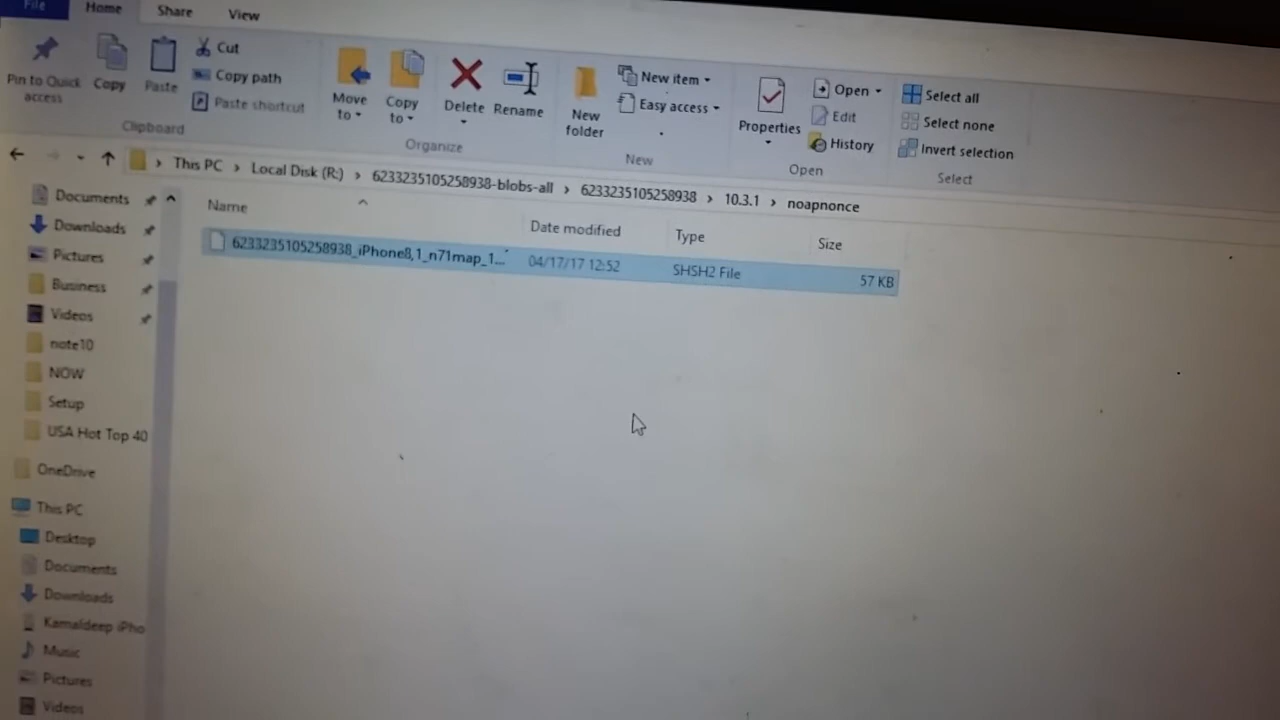 File Home Share View
Pin to Quick access
Copy
Paste
Cut
Copy path
Paste shortcut
Clipboard
Move to
Copy to
Delete
Rename
Organize
New folder
New item
Easy access
New
Properties
Open
Edit
History
Open
Select all
Select none
Invert selection
Select
This PC > Local Disk (R:) > 6233235105258938-blobs-all > 6233235105258938 > 10.3.1 > noapnonce
Name Date modified Type Size
6233235105258938_iPhone8,1_n71map_1... 04/17/17 12:52 SHSH2 File 57 KB
Documents
Downloads
Pictures
Business
Videos
note10
NOW
Setup
USA Hot Top 40
OneDrive
This PC
Desktop
Documents
Downloads
Kamaldeep iPho
Music
Pictures
Videos